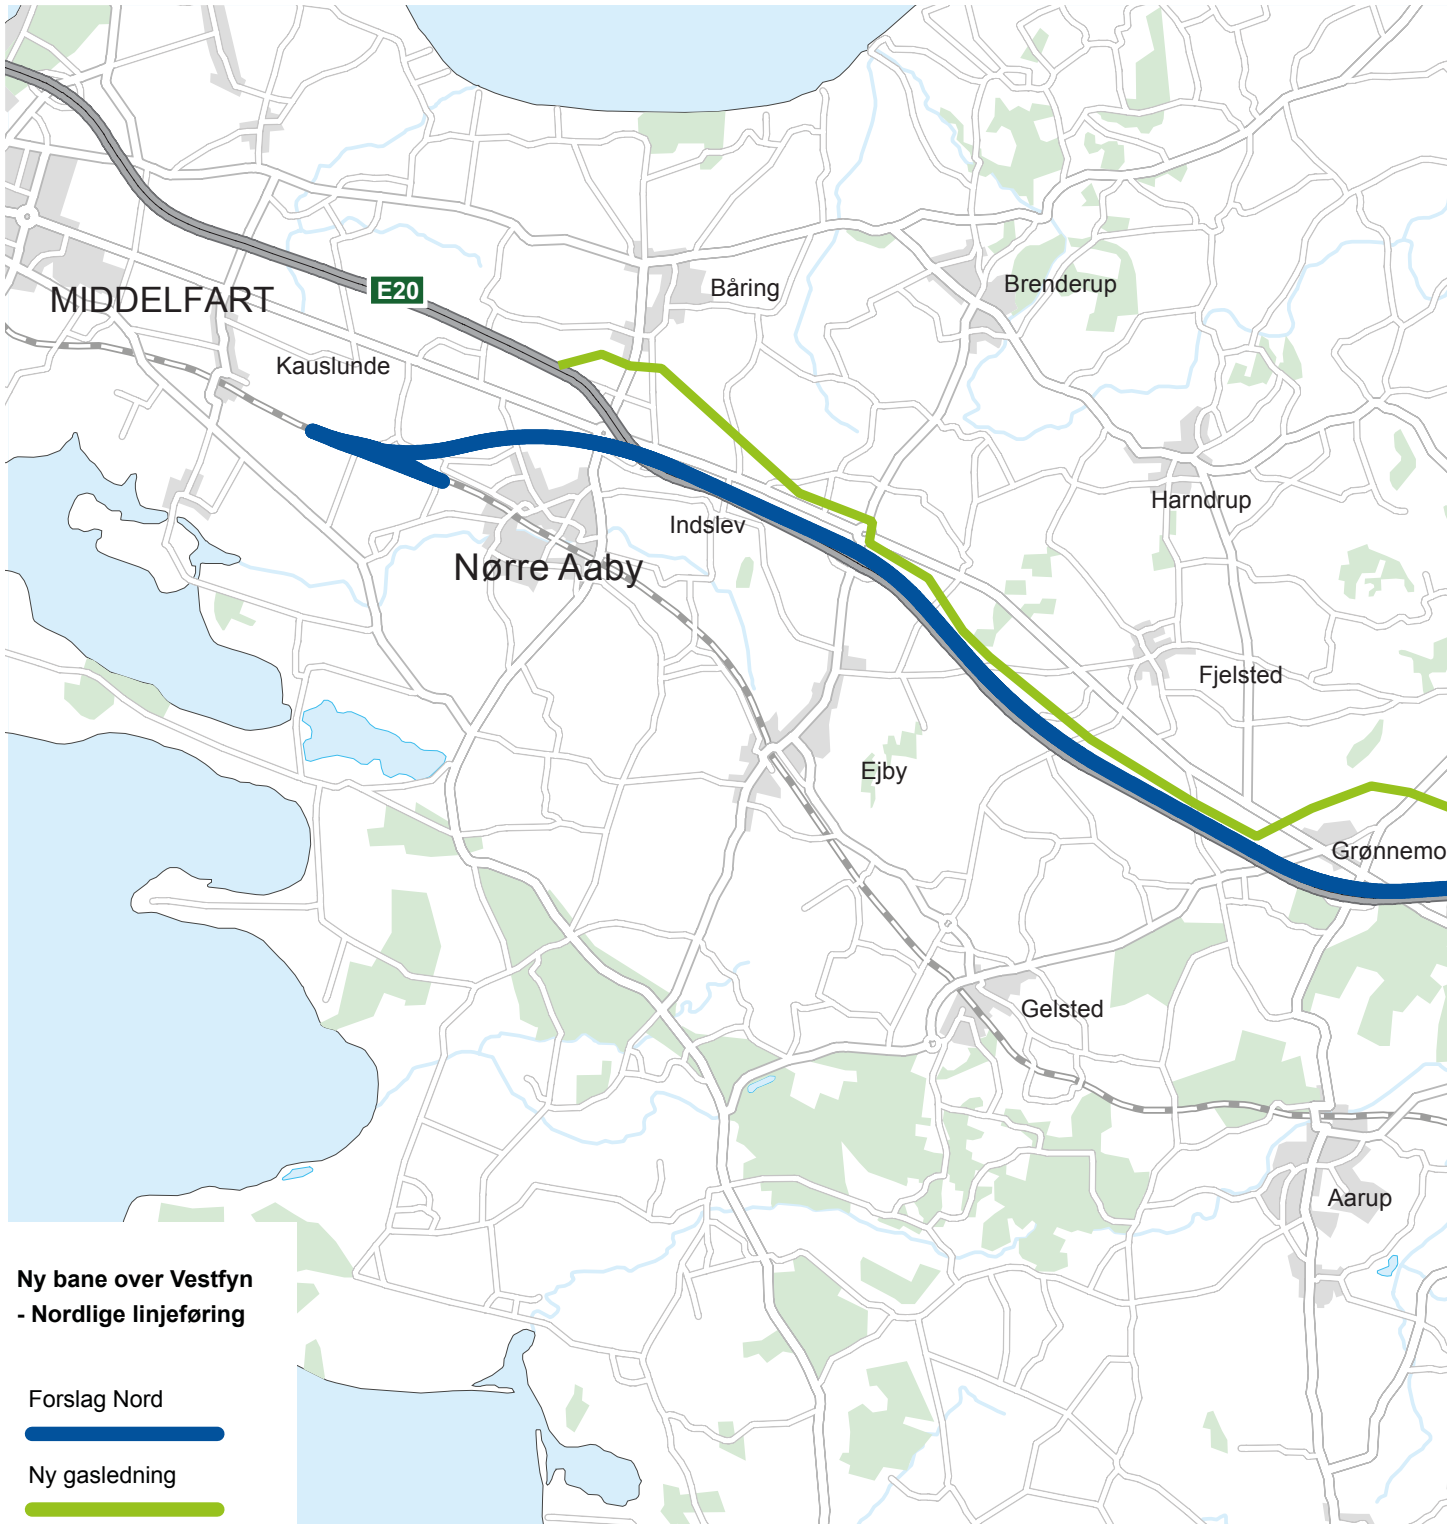 E20
Båring
Brenderup
MIDDELFART
Kauslunde
Harndrup
Indslev
Nørre Aaby
Fjelsted
Ejby
Grønnemo
Gelsted
Aarup
Ny bane over Vestfyn
- Nordlige linjeføring
Forslag Nord
Ny gasledning